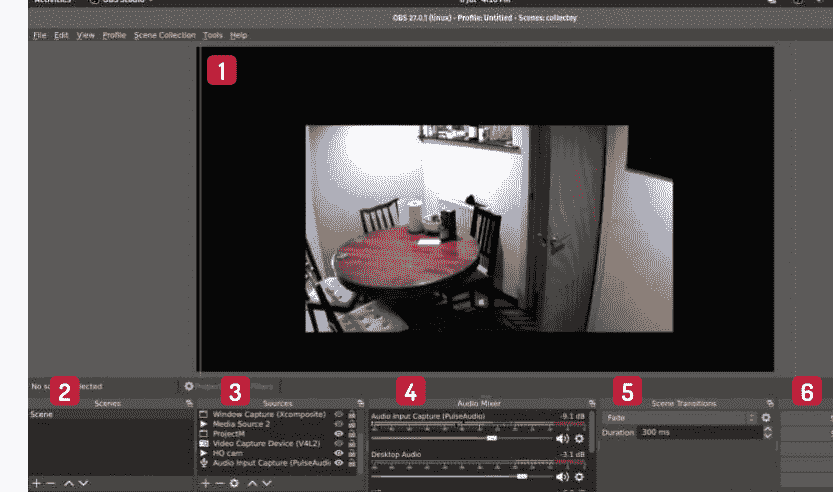 OBS 27.0.1 (linux) - Profile: Untitled - Scenes: collectey
File Edit View Profile Scene Collection Tools Help
1
2
3
4
5
6
Scenes
Scene
Sources
Window Capture (Xcomposite)
Media Source 2
ProjectM
Video Capture Device (V4L2)
HQ cam
Audio Input Capture (PulseAudi
Audio Mixer
Audio Input Capture (PulseAudio) -9.1 dB
Desktop Audio -3.1 dB
Scene Transitions
Fade
Duration 300 ms